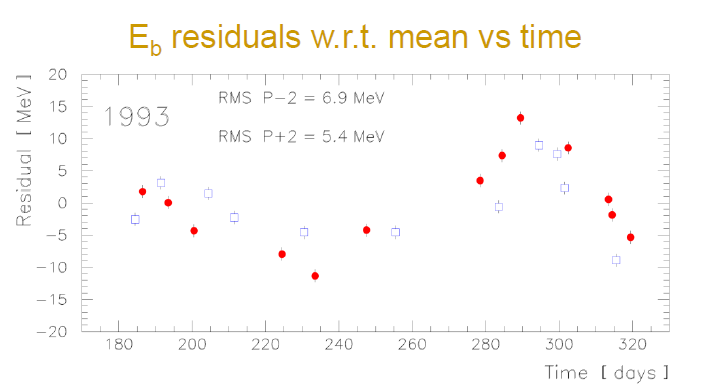 E_b residuals w.r.t. mean vs time
Residual [ MeV ]
20
15
10
5
0
−5
−10
−15
−20
1993
RMS P−2 = 6.9 MeV
RMS P+2 = 5.4 MeV
180 200 220 240 260 280 300 320
Time [ days ]